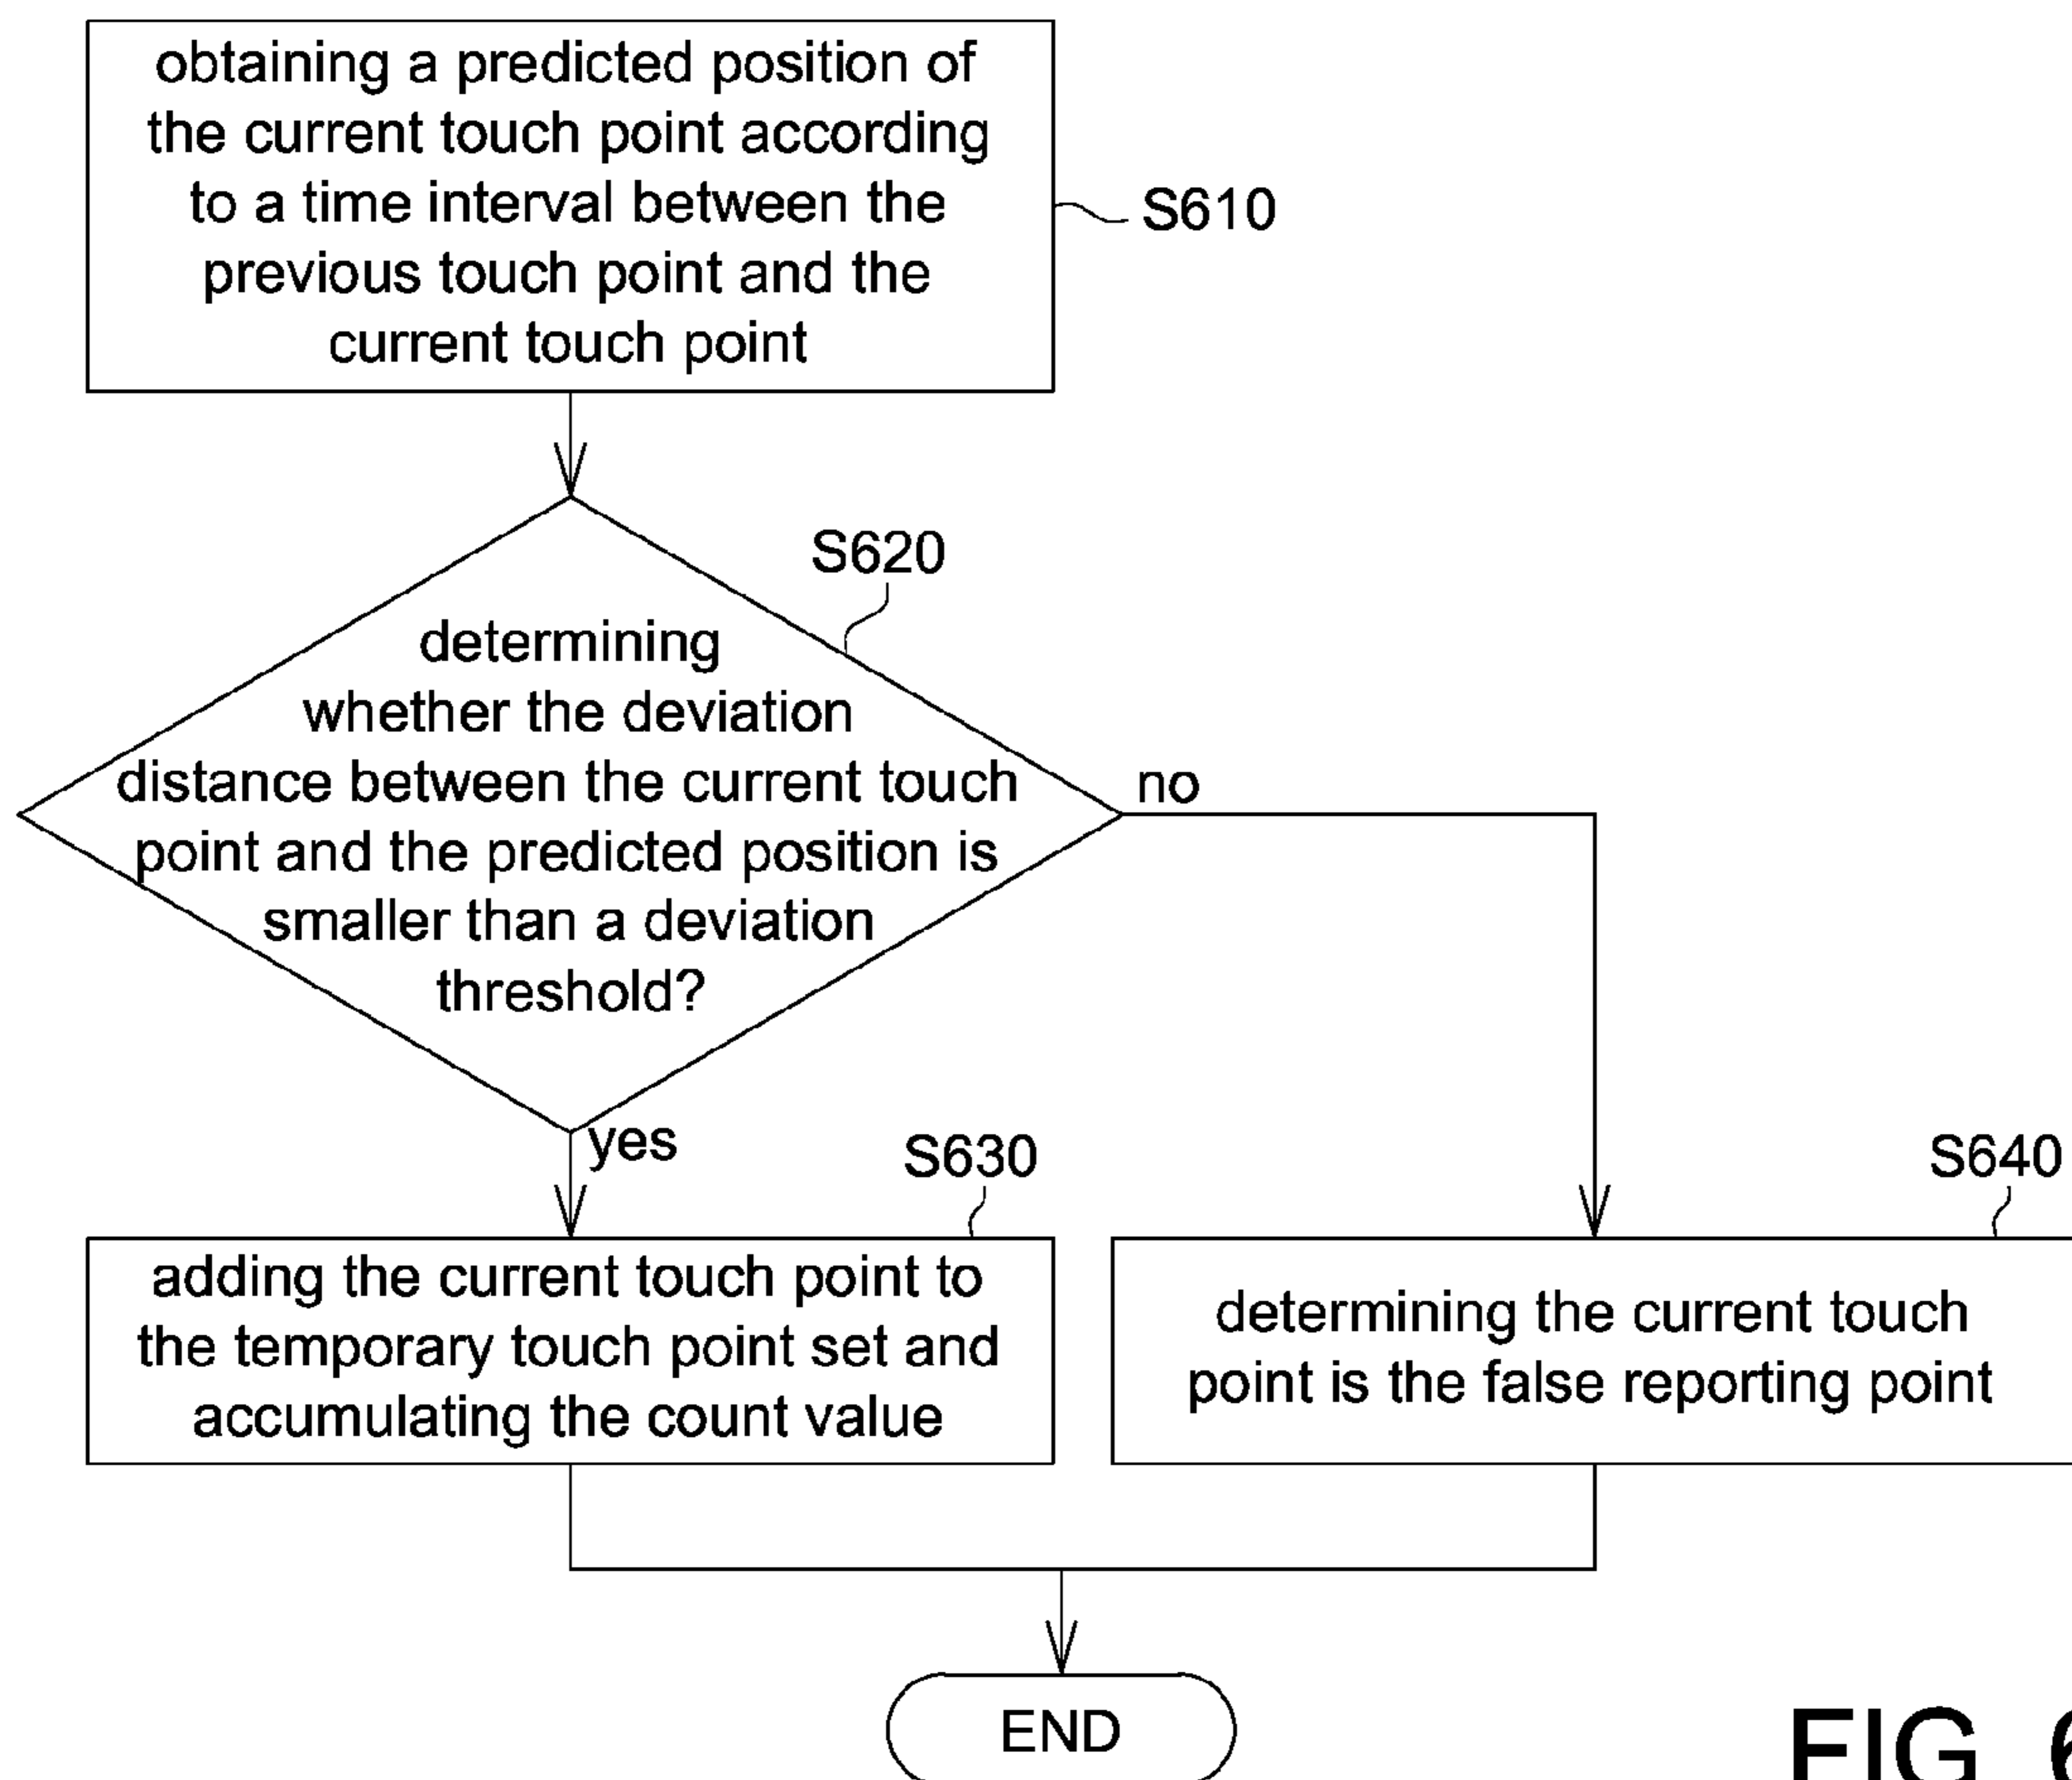 obtaining a predicted position of
the current touch point according
to a time interval between the
previous touch point and the
current touch point
S610
S620
determining
whether the deviation
distance between the current touch
point and the predicted position is
smaller than a deviation
threshold?
no
yes
S630
S640
adding the current touch point to
the temporary touch point set and
accumulating the count value
determining the current touch
point is the false reporting point
END
FIG. 6